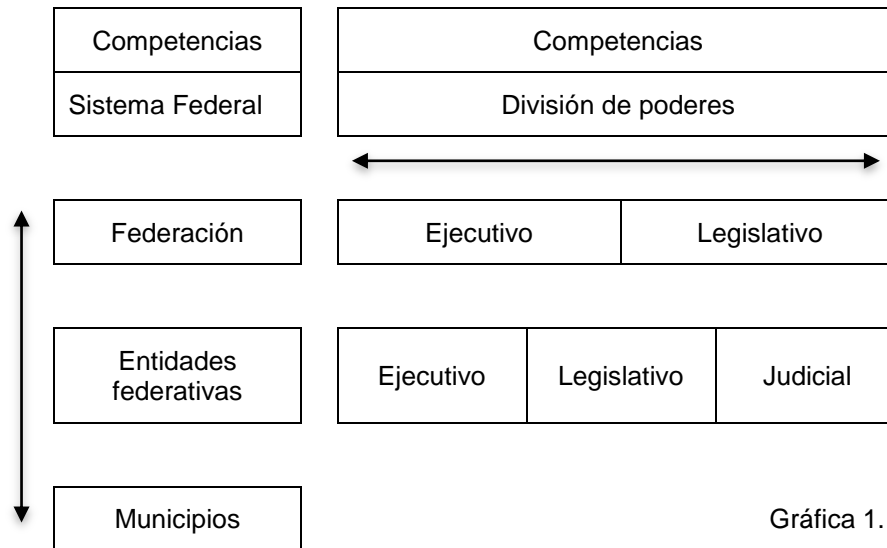 Competencias
Competencias
Sistema Federal
División de poderes
Federación
Ejecutivo
Legislativo
Entidades
federativas
Ejecutivo
Legislativo
Judicial
Municipios
Gráfica 1.